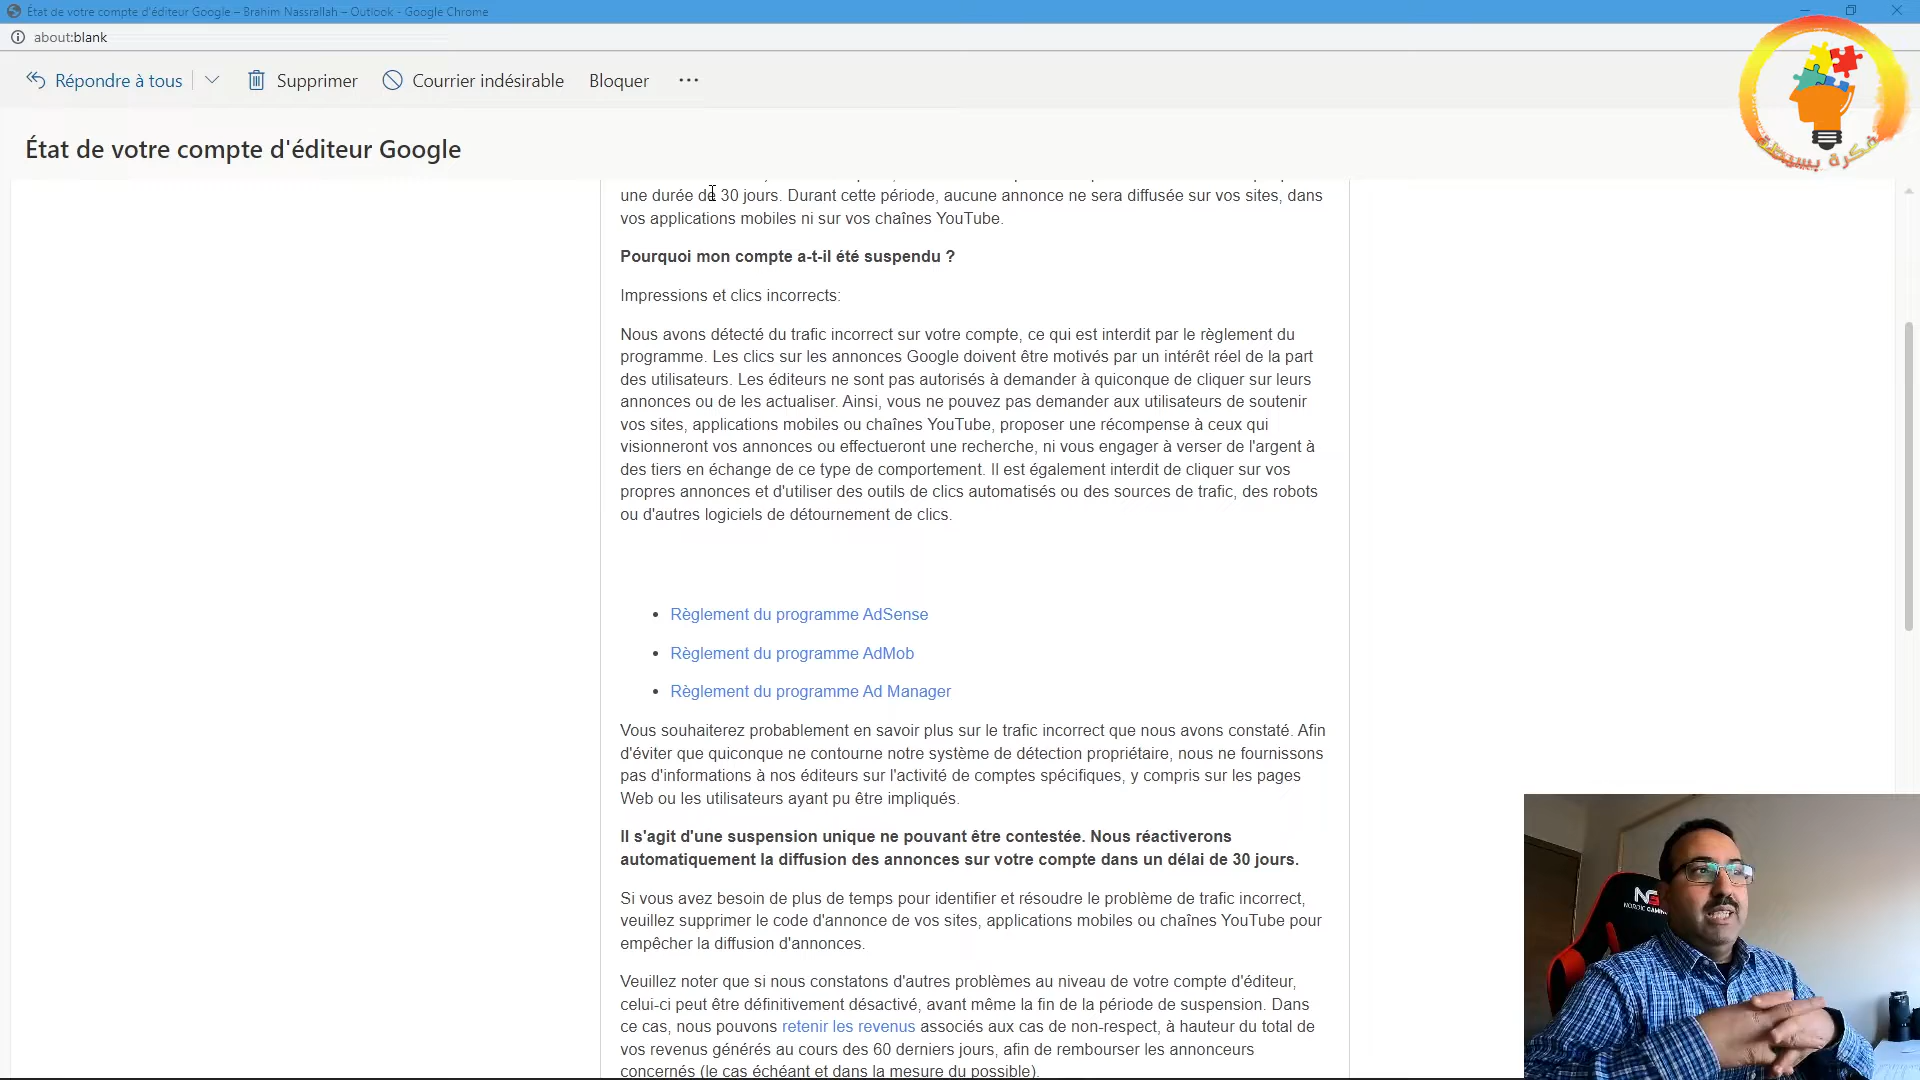 État de votre compte d'éditeur Google – Brahim Nassrallah – Outlook - Google Chrome
about:blank
Répondre à tous
Supprimer
Courrier indésirable
Bloquer
État de votre compte d'éditeur Google
une durée de 30 jours. Durant cette période, aucune annonce ne sera diffusée sur vos sites, dans
vos applications mobiles ni sur vos chaînes YouTube.
Pourquoi mon compte a-t-il été suspendu ?
Impressions et clics incorrects:
Nous avons détecté du trafic incorrect sur votre compte, ce qui est interdit par le règlement du
programme. Les clics sur les annonces Google doivent être motivés par un intérêt réel de la part
des utilisateurs. Les éditeurs ne sont pas autorisés à demander à quiconque de cliquer sur leurs
annonces ou de les actualiser. Ainsi, vous ne pouvez pas demander aux utilisateurs de soutenir
vos sites, applications mobiles ou chaînes YouTube, proposer une récompense à ceux qui
visionneront vos annonces ou effectueront une recherche, ni vous engager à verser de l'argent à
des tiers en échange de ce type de comportement. Il est également interdit de cliquer sur vos
propres annonces et d'utiliser des outils de clics automatisés ou des sources de trafic, des robots
ou d'autres logiciels de détournement de clics.
• Règlement du programme AdSense
• Règlement du programme AdMob
• Règlement du programme Ad Manager
Vous souhaiterez probablement en savoir plus sur le trafic incorrect que nous avons constaté. Afin
d'éviter que quiconque ne contourne notre système de détection propriétaire, nous ne fournissons
pas d'informations à nos éditeurs sur l'activité de comptes spécifiques, y compris sur les pages
Web ou les utilisateurs ayant pu être impliqués.
Il s'agit d'une suspension unique ne pouvant être contestée. Nous réactiverons
automatiquement la diffusion des annonces sur votre compte dans un délai de 30 jours.
Si vous avez besoin de plus de temps pour identifier et résoudre le problème de trafic incorrect,
veuillez supprimer le code d'annonce de vos sites, applications mobiles ou chaînes YouTube pour
empêcher la diffusion d'annonces.
Veuillez noter que si nous constatons d'autres problèmes au niveau de votre compte d'éditeur,
celui-ci peut être définitivement désactivé, avant même la fin de la période de suspension. Dans
ce cas, nous pouvons retenir les revenus associés aux cas de non-respect, à hauteur du total de
vos revenus générés au cours des 60 derniers jours, afin de rembourser les annonceurs
concernés (le cas échéant et dans la mesure du possible).
فكرة بسيطة
NG
NORDIC GAMING